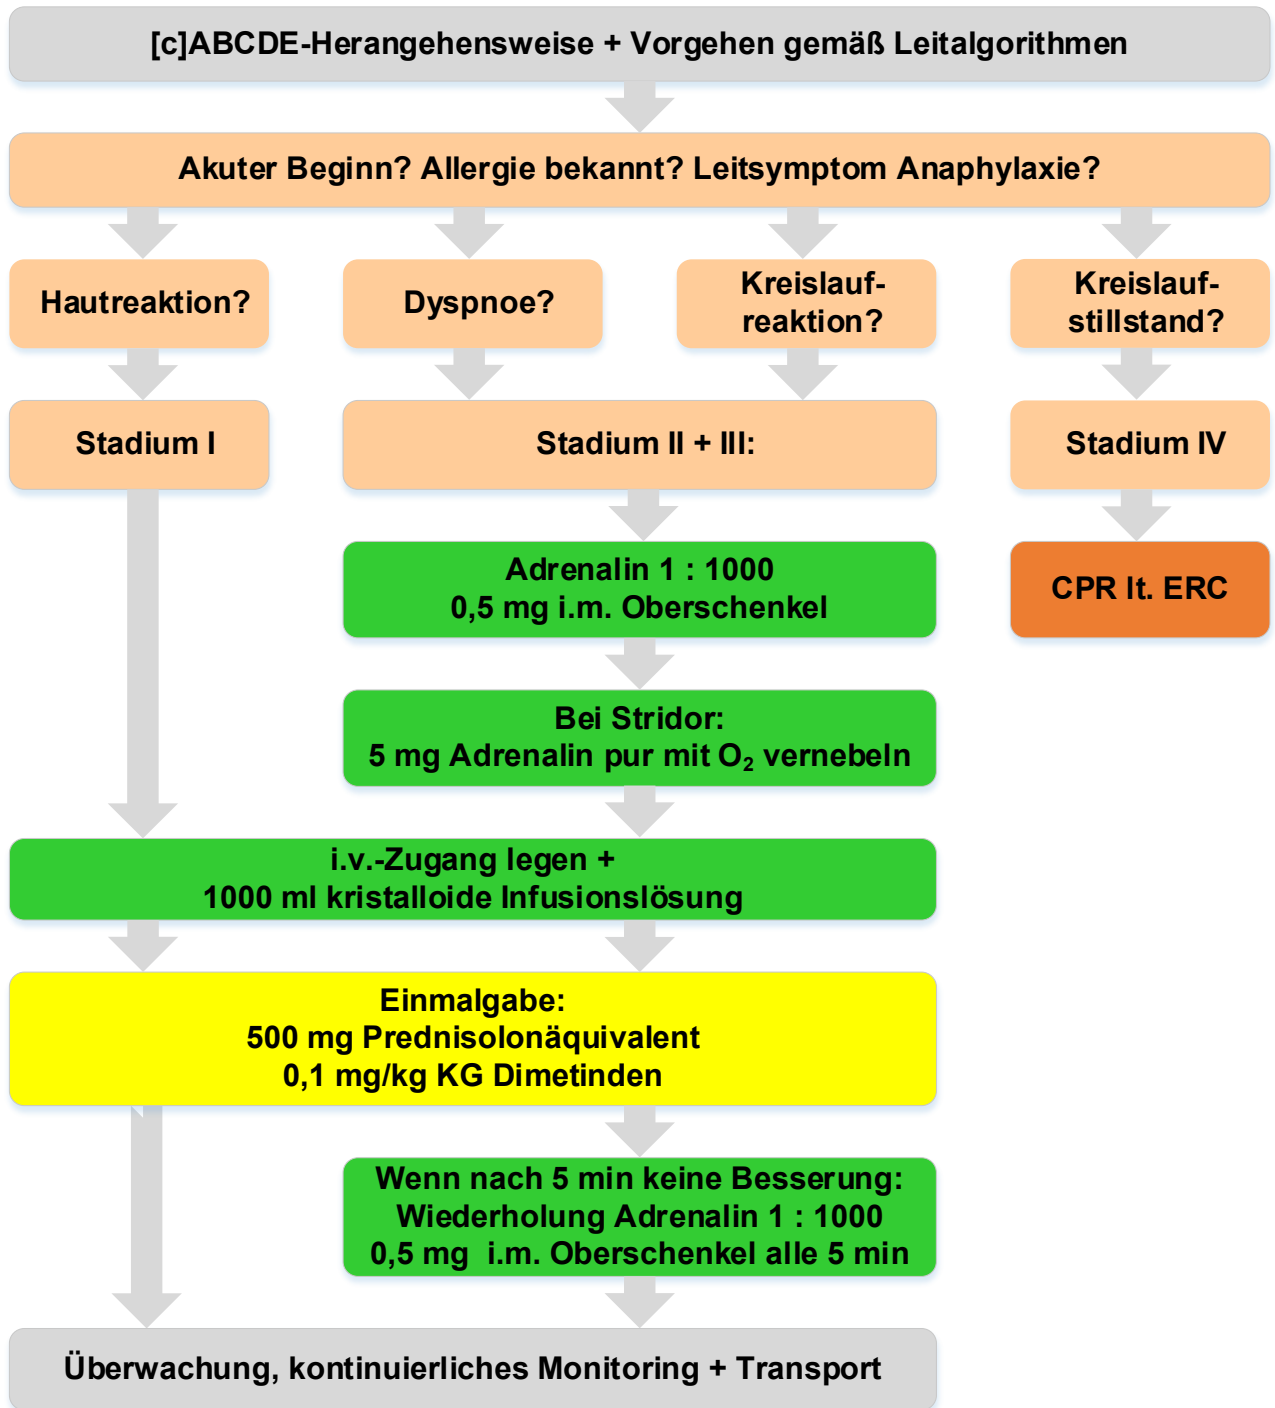 [c]ABCDE-Herangehensweise + Vorgehen gemäß Leitalgorithmen
Akuter Beginn? Allergie bekannt? Leitsymptom Anaphylaxie?
Hautreaktion?
Dyspnoe?
Kreislauf-
reaktion?
Kreislauf-
stillstand?
Stadium I
Stadium II + III:
Stadium IV
Adrenalin 1 : 1000
0,5 mg i.m. Oberschenkel
CPR lt. ERC
Bei Stridor:
5 mg Adrenalin pur mit O₂ vernebeln
i.v.-Zugang legen +
1000 ml kristalloide Infusionslösung
Einmalgabe:
500 mg Prednisolonäquivalent
0,1 mg/kg KG Dimetinden
Wenn nach 5 min keine Besserung:
Wiederholung Adrenalin 1 : 1000
0,5 mg  i.m. Oberschenkel alle 5 min
Überwachung, kontinuierliches Monitoring + Transport